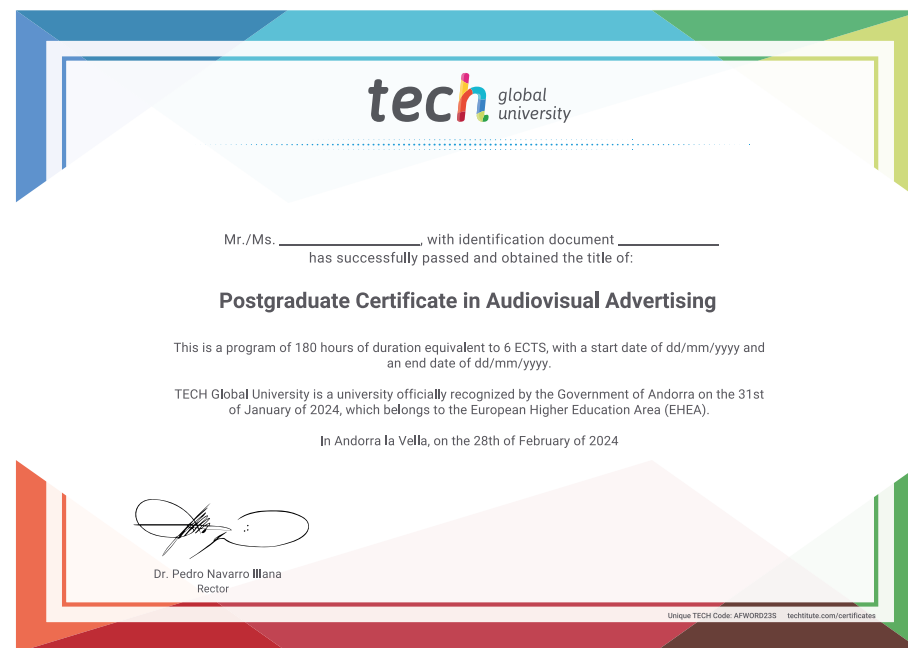 tech global university
Mr./Ms. ____________________, with identification document ______________
has successfully passed and obtained the title of:
Postgraduate Certificate in Audiovisual Advertising
This is a program of 180 hours of duration equivalent to 6 ECTS, with a start date of dd/mm/yyyy and
an end date of dd/mm/yyyy.
TECH Global University is a university officially recognized by the Government of Andorra on the 31st
of January of 2024, which belongs to the European Higher Education Area (EHEA).
In Andorra la Vella, on the 28th of February of 2024
Dr. Pedro Navarro Illana
Rector
Unique TECH Code: AFWORD23S techtitute.com/certificates